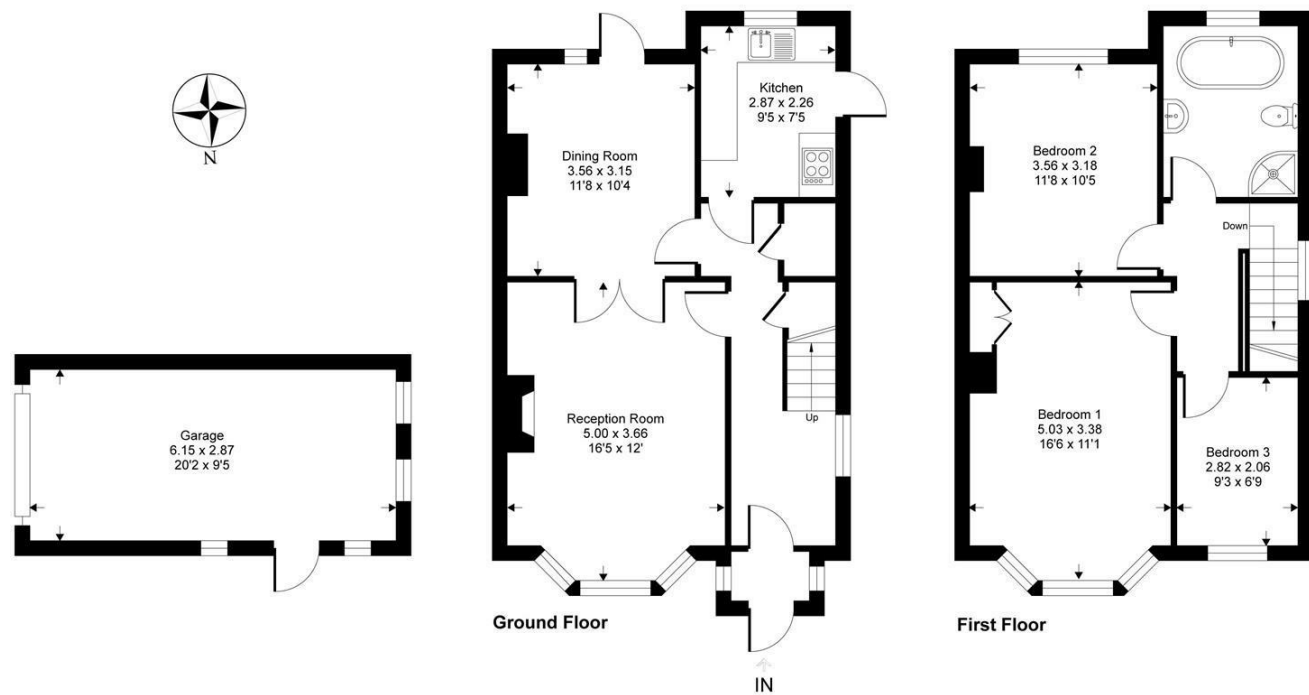 N
Garage
6.15 x 2.87
20'2 x 9'5
Kitchen
2.87 x 2.26
9'5 x 7'5
Dining Room
3.56 x 3.15
11'8 x 10'4
Reception Room
5.00 x 3.66
16'5 x 12'
Up
Ground Floor
IN
Bedroom 2
3.56 x 3.18
11'8 x 10'5
Down
Bedroom 1
5.03 x 3.38
16'6 x 11'1
Bedroom 3
2.82 x 2.06
9'3 x 6'9
First Floor